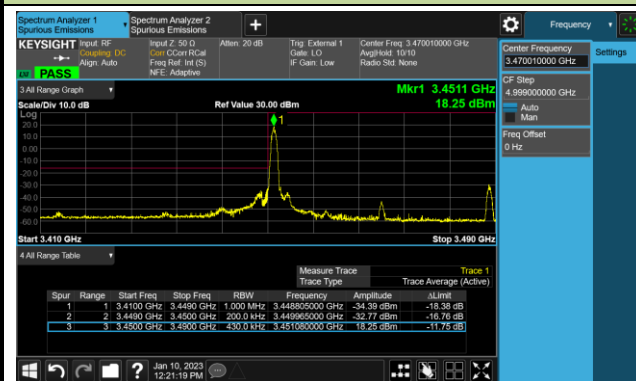 Spectrum Analyzer 1
Spurious Emissions
Spectrum Analyzer 2
Spurious Emissions
+
Frequency
KEYSIGHT
Input: RF
Coupling: DC
Align: Auto
Input Z: 50 Ω
Corr CCorr RCal
Freq Ref: Int (S)
NFE: Adaptive
Atten: 20 dB
Trig: External 1
Gate: LO
IF Gain: Low
Center Freq: 3.470010000 GHz
Avg|Hold: 10/10
Radio Std: None
PASS
Center Frequency
3.470010000 GHz
Settings
CF Step
4.999000000 GHz
Auto
Man
Freq Offset
0 Hz
3 All Range Graph
Mkr1 3.4511 GHz
Scale/Div 10.0 dB
Ref Value 30.00 dBm
18.25 dBm
Log
20.0
10.0
0.00
-10.0
-20.0
-30.0
-40.0
-50.0
-60.0
1
Start 3.410 GHz
Stop 3.490 GHz
4 All Range Table
Measure Trace
Trace 1
Trace Type
Trace Average (Active)
Spur Range Start Freq Stop Freq RBW Frequency Amplitude ΔLimit
1 1 3.4100 GHz 3.4490 GHz 1.000 MHz 3.448805000 GHz -34.39 dBm -18.38 dB
2 2 3.4490 GHz 3.4500 GHz 200.0 kHz 3.449965000 GHz -32.77 dBm -16.76 dB
3 3 3.4500 GHz 3.4900 GHz 430.0 kHz 3.451080000 GHz 18.25 dBm -11.75 dB
?
Jan 10, 2023
12:21:19 PM